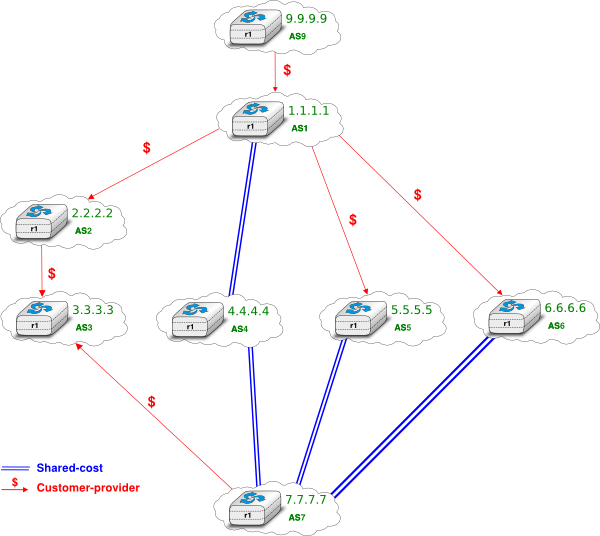 9.9.9.9
r1
AS9
$
1.1.1.1
r1
AS1
$
$
$
2.2.2.2
r1
AS2
$
3.3.3.3
r1
AS3
4.4.4.4
r1
AS4
5.5.5.5
r1
AS5
6.6.6.6
r1
AS6
$
Shared-cost
$
Customer-provider
7.7.7.7
r1
AS7